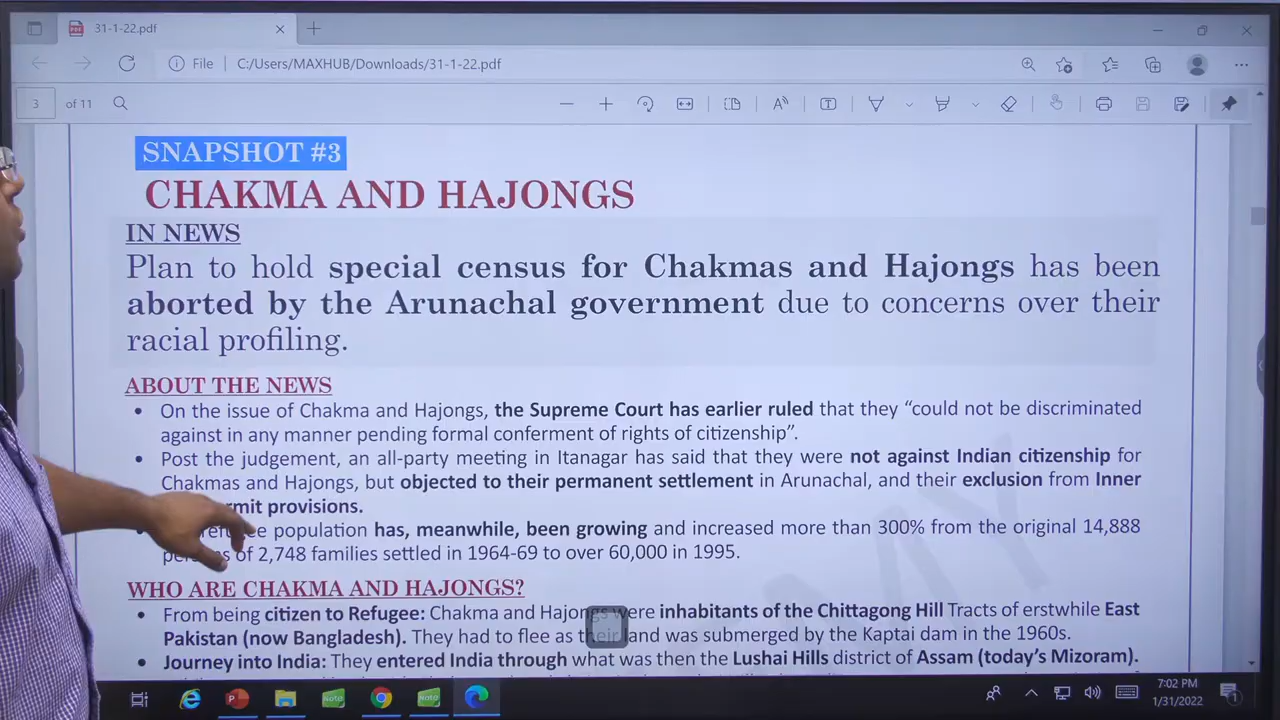 31-1-22.pdf
File C:/Users/MAXHUB/Downloads/31-1-22.pdf
3 of 11
SNAPSHOT #3
CHAKMA AND HAJONGS
IN NEWS
Plan to hold special census for Chakmas and Hajongs has been
aborted by the Arunachal government due to concerns over their
racial profiling.
ABOUT THE NEWS
• On the issue of Chakma and Hajongs, the Supreme Court has earlier ruled that they “could not be discriminated
against in any manner pending formal conferment of rights of citizenship”.
• Post the judgement, an all-party meeting in Itanagar has said that they were not against Indian citizenship for
Chakmas and Hajongs, but objected to their permanent settlement in Arunachal, and their exclusion from Inner
provisions.
population has, meanwhile, been growing and increased more than 300% from the original 14,888
of 2,748 families settled in 1964-69 to over 60,000 in 1995.
WHO ARE CHAKMA AND HAJONGS?
• From being citizen to Refugee: Chakma and Hajongs were inhabitants of the Chittagong Hill Tracts of erstwhile East
Pakistan (now Bangladesh). They had to flee as their land was submerged by the Kaptai dam in the 1960s.
• Journey into India: They entered India through what was then the Lushai Hills district of Assam (today’s Mizoram).
Note
Note
7:02 PM
1/31/2022
1